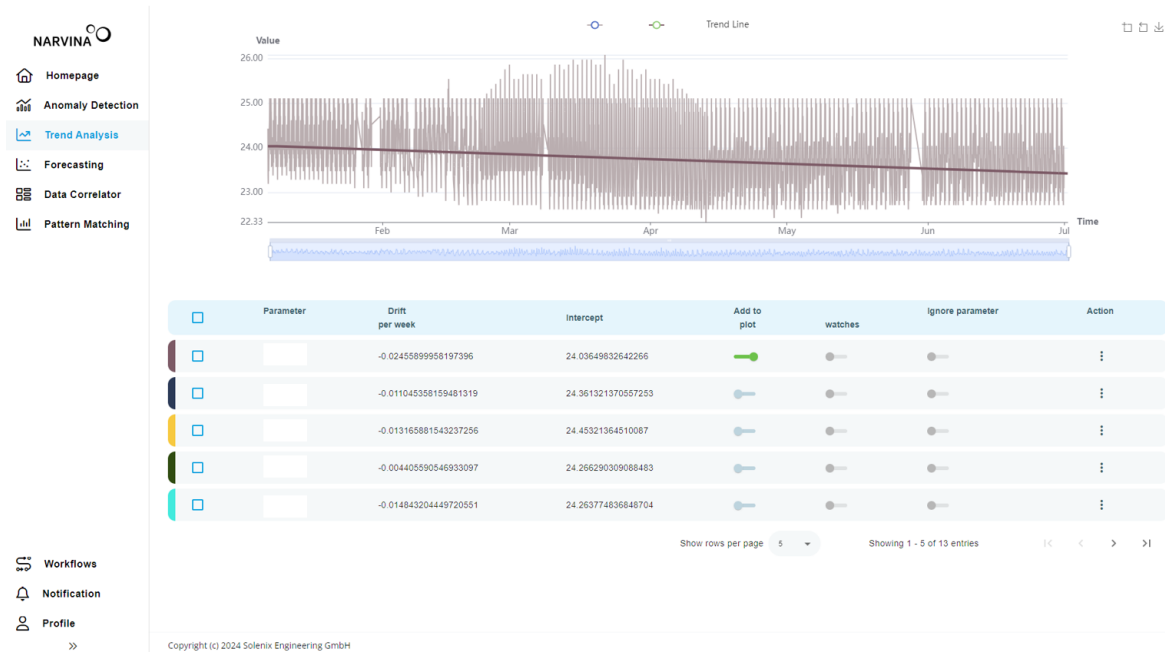 NARVINA
Homepage
Anomaly Detection
Trend Analysis
Forecasting
Data Correlator
Pattern Matching
Workflows
Notification
Profile
Trend Line
Value
26.00
25.00
24.00
23.00
22.33
Time
Feb Mar Apr May Jun Jul
Parameter Drift per week Intercept Add to plot watches Ignore parameter Action
-0.02455899958197396 24.03649832642266
-0.011045358159481319 24.361321370557253
-0.013165881543237256 24.45321364510087
-0.004405590546933097 24.266290309088483
-0.014843204449720551 24.263774836848704
Show rows per page 5 Showing 1 - 5 of 13 entries
Copyright (c) 2024 Solenix Engineering GmbH